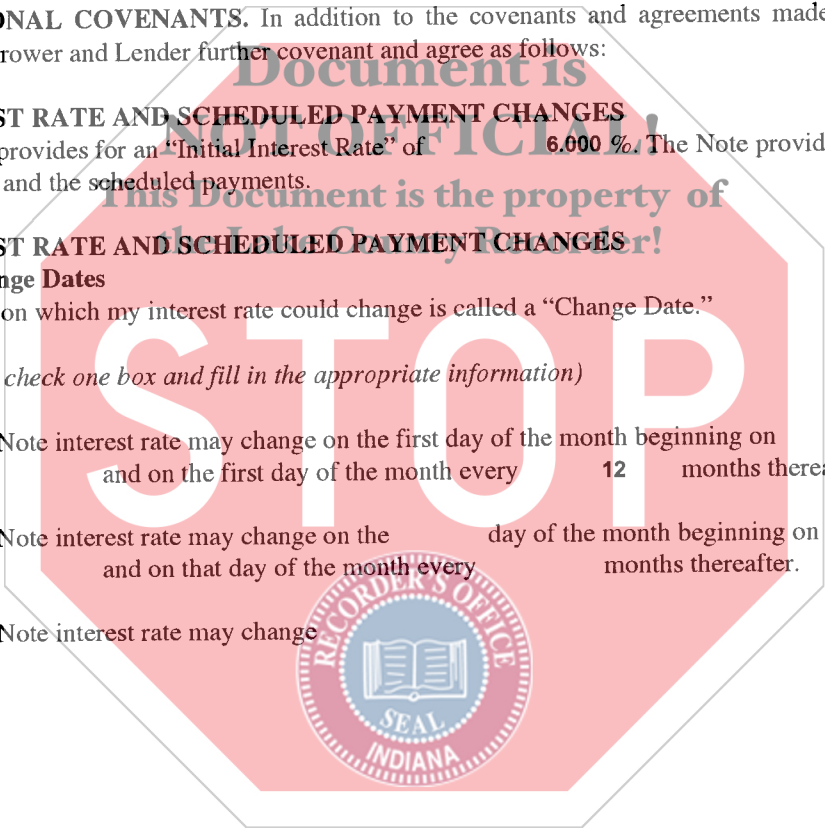 ONAL COVENANTS. In addition to the covenants and agreements made
rower and Lender further covenant and agree as follows:
Document is
ST RATE AND SCHEDULED PAYMENT CHANGES
NOT OFFICIAL!
provides for an “Initial Interest Rate” of 6.000 %. The Note provid
and the scheduled payments.
This Document is the property of
the Lake County Recorder!
ST RATE AND SCHEDULED PAYMENT CHANGES
nge Dates
on which my interest rate could change is called a “Change Date.”
STOP
check one box and fill in the appropriate information)
Note interest rate may change on the first day of the month beginning on
and on the first day of the month every 12 months therea
Note interest rate may change on the day of the month beginning on
and on that day of the month every months thereafter.
Note interest rate may change
RECORDER'S OFFICE
SEAL
INDIANA